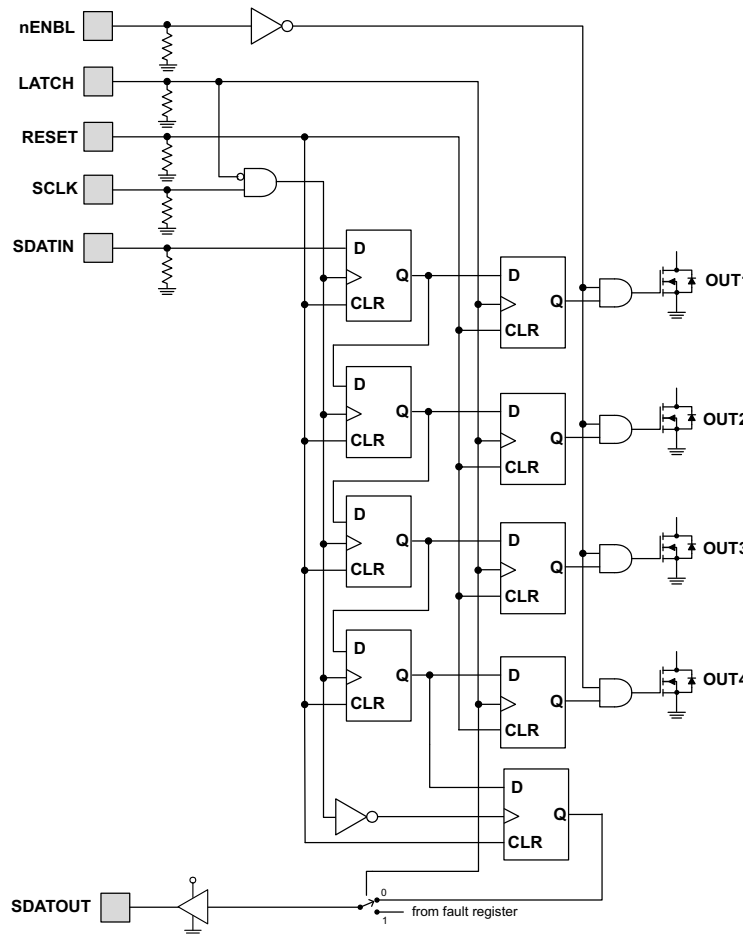 nENBL
LATCH
RESET
SCLK
SDATIN
D
Q
CLR
D
Q
CLR
OUT1
D
Q
CLR
D
Q
CLR
OUT2
D
Q
CLR
D
Q
CLR
OUT3
D
Q
CLR
D
Q
CLR
OUT4
D
Q
CLR
SDATOUT
0
1
from fault register